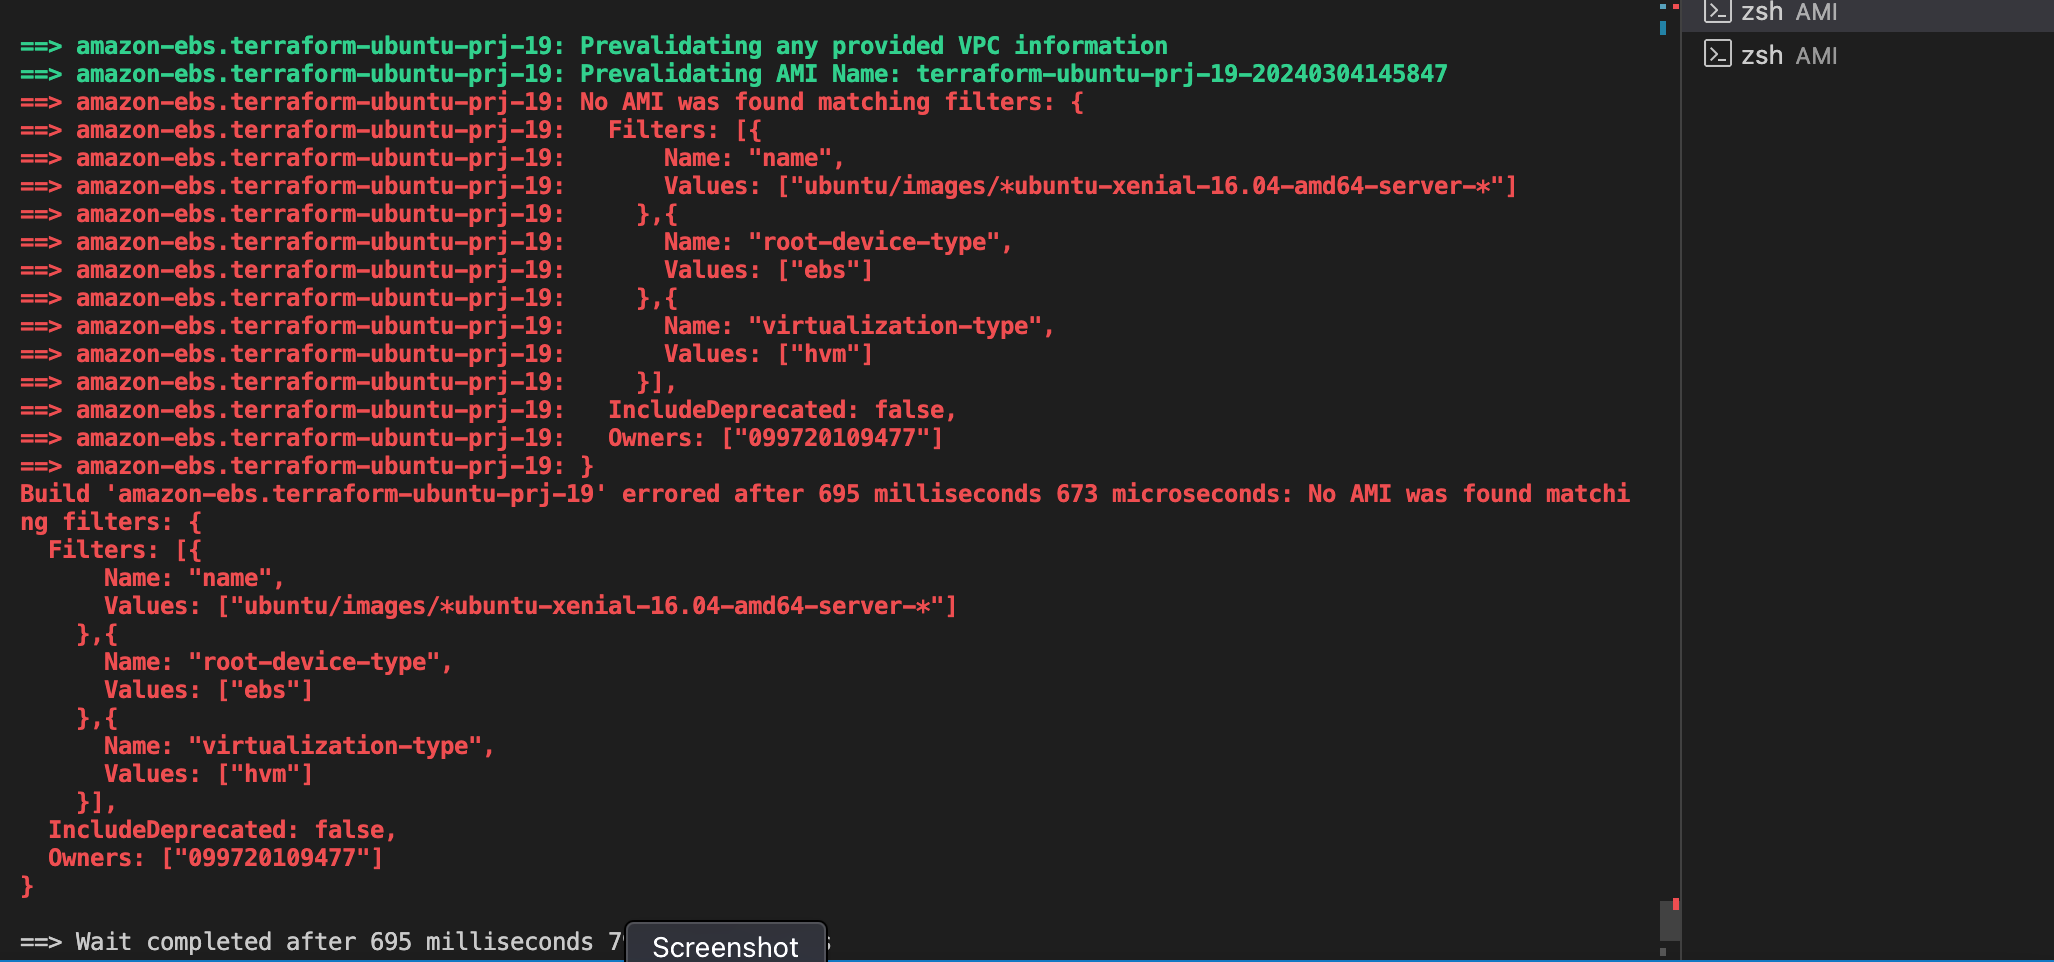 ==> amazon-ebs.terraform-ubuntu-prj-19: Prevalidating any provided VPC information
==> amazon-ebs.terraform-ubuntu-prj-19: Prevalidating AMI Name: terraform-ubuntu-prj-19-20240304145847
==> amazon-ebs.terraform-ubuntu-prj-19: No AMI was found matching filters: {
==> amazon-ebs.terraform-ubuntu-prj-19:   Filters: [{
==> amazon-ebs.terraform-ubuntu-prj-19:       Name: "name",
==> amazon-ebs.terraform-ubuntu-prj-19:       Values: ["ubuntu/images/*ubuntu-xenial-16.04-amd64-server-*"]
==> amazon-ebs.terraform-ubuntu-prj-19:     },{
==> amazon-ebs.terraform-ubuntu-prj-19:       Name: "root-device-type",
==> amazon-ebs.terraform-ubuntu-prj-19:       Values: ["ebs"]
==> amazon-ebs.terraform-ubuntu-prj-19:     },{
==> amazon-ebs.terraform-ubuntu-prj-19:       Name: "virtualization-type",
==> amazon-ebs.terraform-ubuntu-prj-19:       Values: ["hvm"]
==> amazon-ebs.terraform-ubuntu-prj-19:     }],
==> amazon-ebs.terraform-ubuntu-prj-19:   IncludeDeprecated: false,
==> amazon-ebs.terraform-ubuntu-prj-19:   Owners: ["099720109477"]
==> amazon-ebs.terraform-ubuntu-prj-19: }
Build 'amazon-ebs.terraform-ubuntu-prj-19' errored after 695 milliseconds 673 microseconds: No AMI was found matchi
ng filters: {
  Filters: [{
      Name: "name",
      Values: ["ubuntu/images/*ubuntu-xenial-16.04-amd64-server-*"]
    },{
      Name: "root-device-type",
      Values: ["ebs"]
    },{
      Name: "virtualization-type",
      Values: ["hvm"]
    }],
  IncludeDeprecated: false,
  Owners: ["099720109477"]
}
==> Wait completed after 695 milliseconds
Screenshot
zsh AMI
zsh AMI